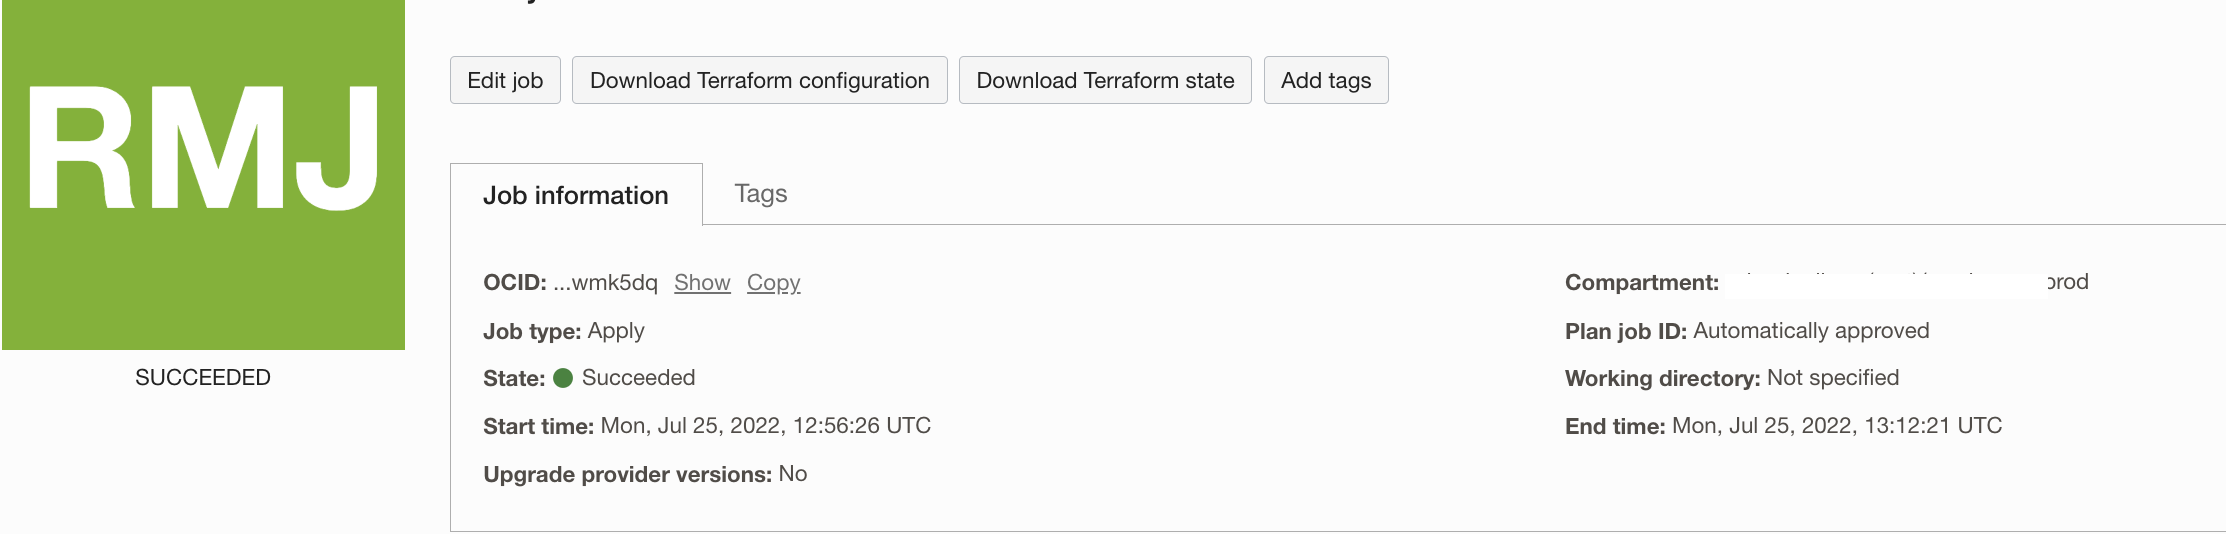 RMJ
SUCCEEDED
Edit job
Download Terraform configuration
Download Terraform state
Add tags
Job information
Tags
OCID: ...wmk5dq Show Copy
Job type: Apply
State: Succeeded
Start time: Mon, Jul 25, 2022, 12:56:26 UTC
Upgrade provider versions: No
Compartment: prod
Plan job ID: Automatically approved
Working directory: Not specified
End time: Mon, Jul 25, 2022, 13:12:21 UTC